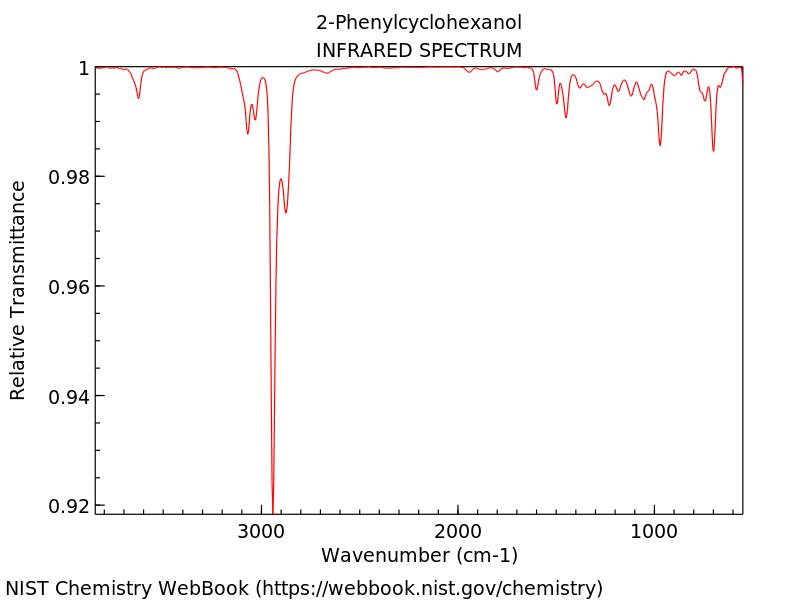 2-Phenylcyclohexanol
INFRARED SPECTRUM
1
0.98
0.96
0.94
0.92
Relative Transmittance
3000 2000 1000
Wavenumber (cm-1)
NIST Chemistry WebBook (https://webbook.nist.gov/chemistry)